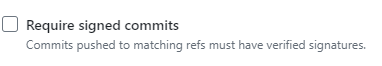 Require signed commits
Commits pushed to matching refs must have verified signatures.